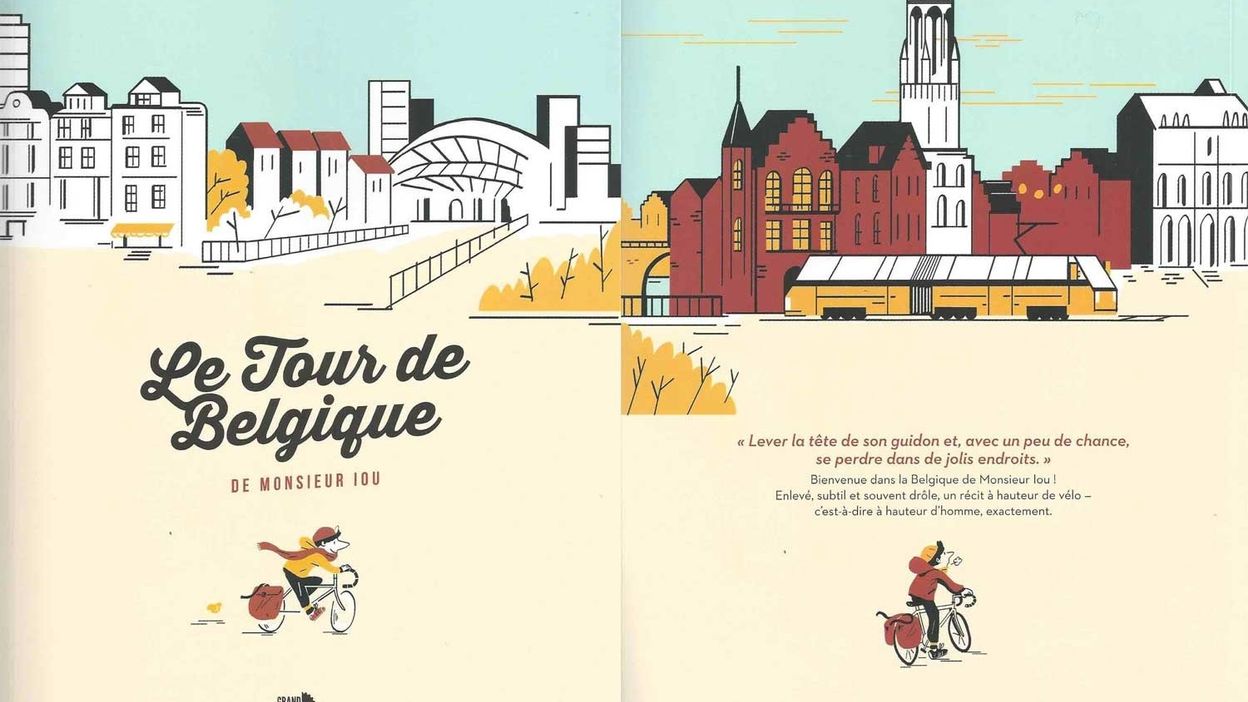 Le Tour de
Belgique
DE MONSIEUR IOU
GRAND
« Lever la tête de son guidon et, avec un peu de chance,
se perdre dans de jolis endroits. »
Bienvenue dans la Belgique de Monsieur Iou !
Enlevé, subtil et souvent drôle, un récit à hauteur de vélo –
c’est-à-dire à hauteur d’homme, exactement.